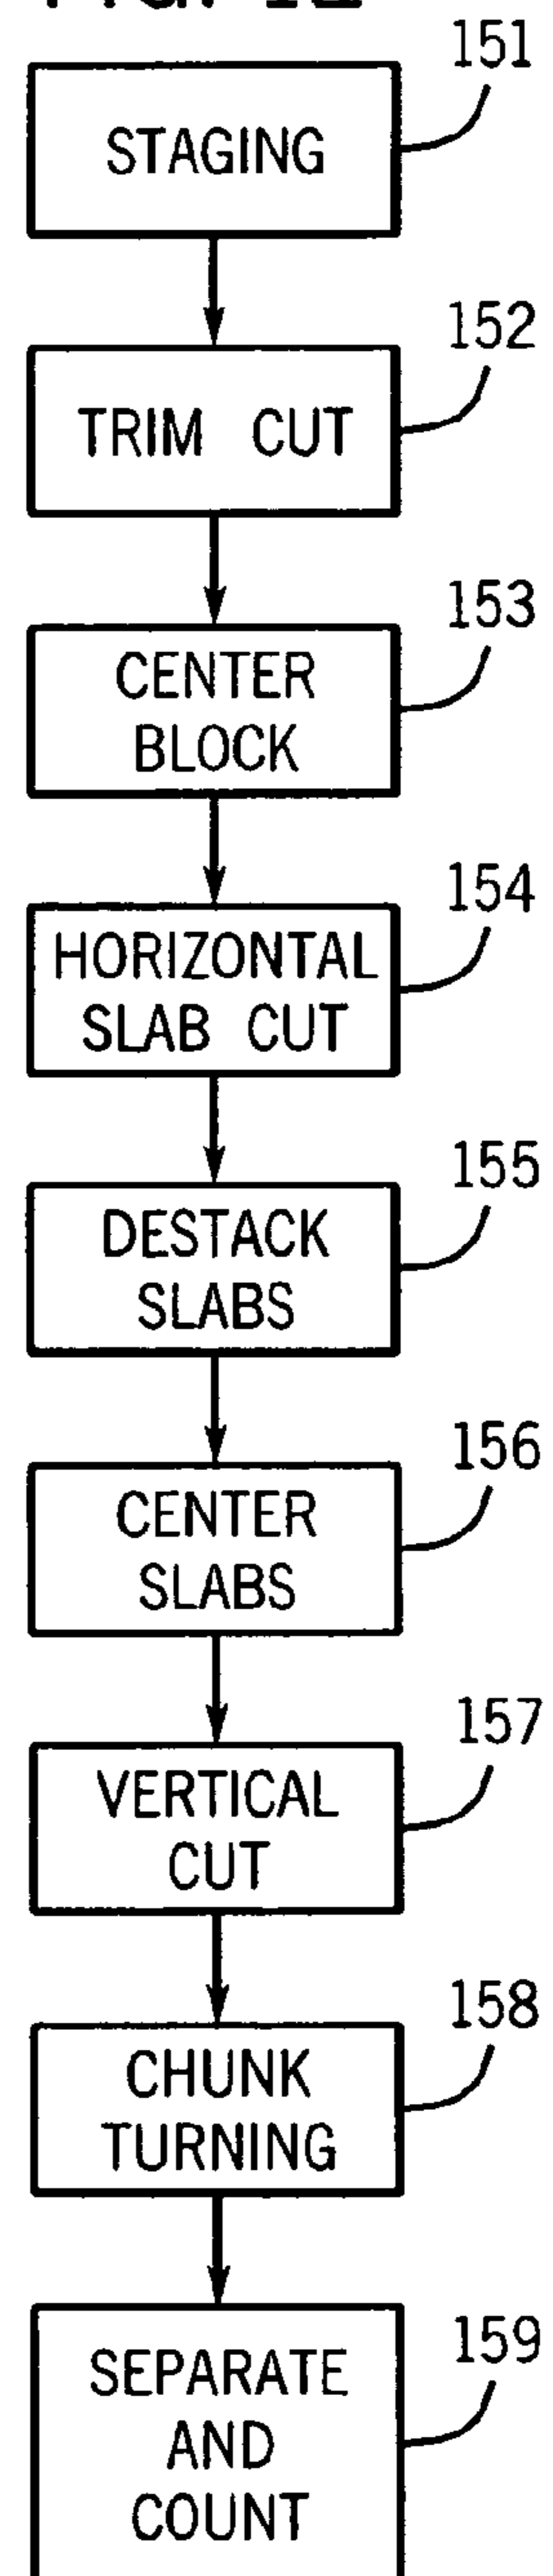 151
STAGING
152
TRIM CUT
153
CENTER
BLOCK
154
HORIZONTAL
SLAB CUT
155
DESTACK
SLABS
156
CENTER
SLABS
157
VERTICAL
CUT
158
CHUNK
TURNING
159
SEPARATE
AND
COUNT